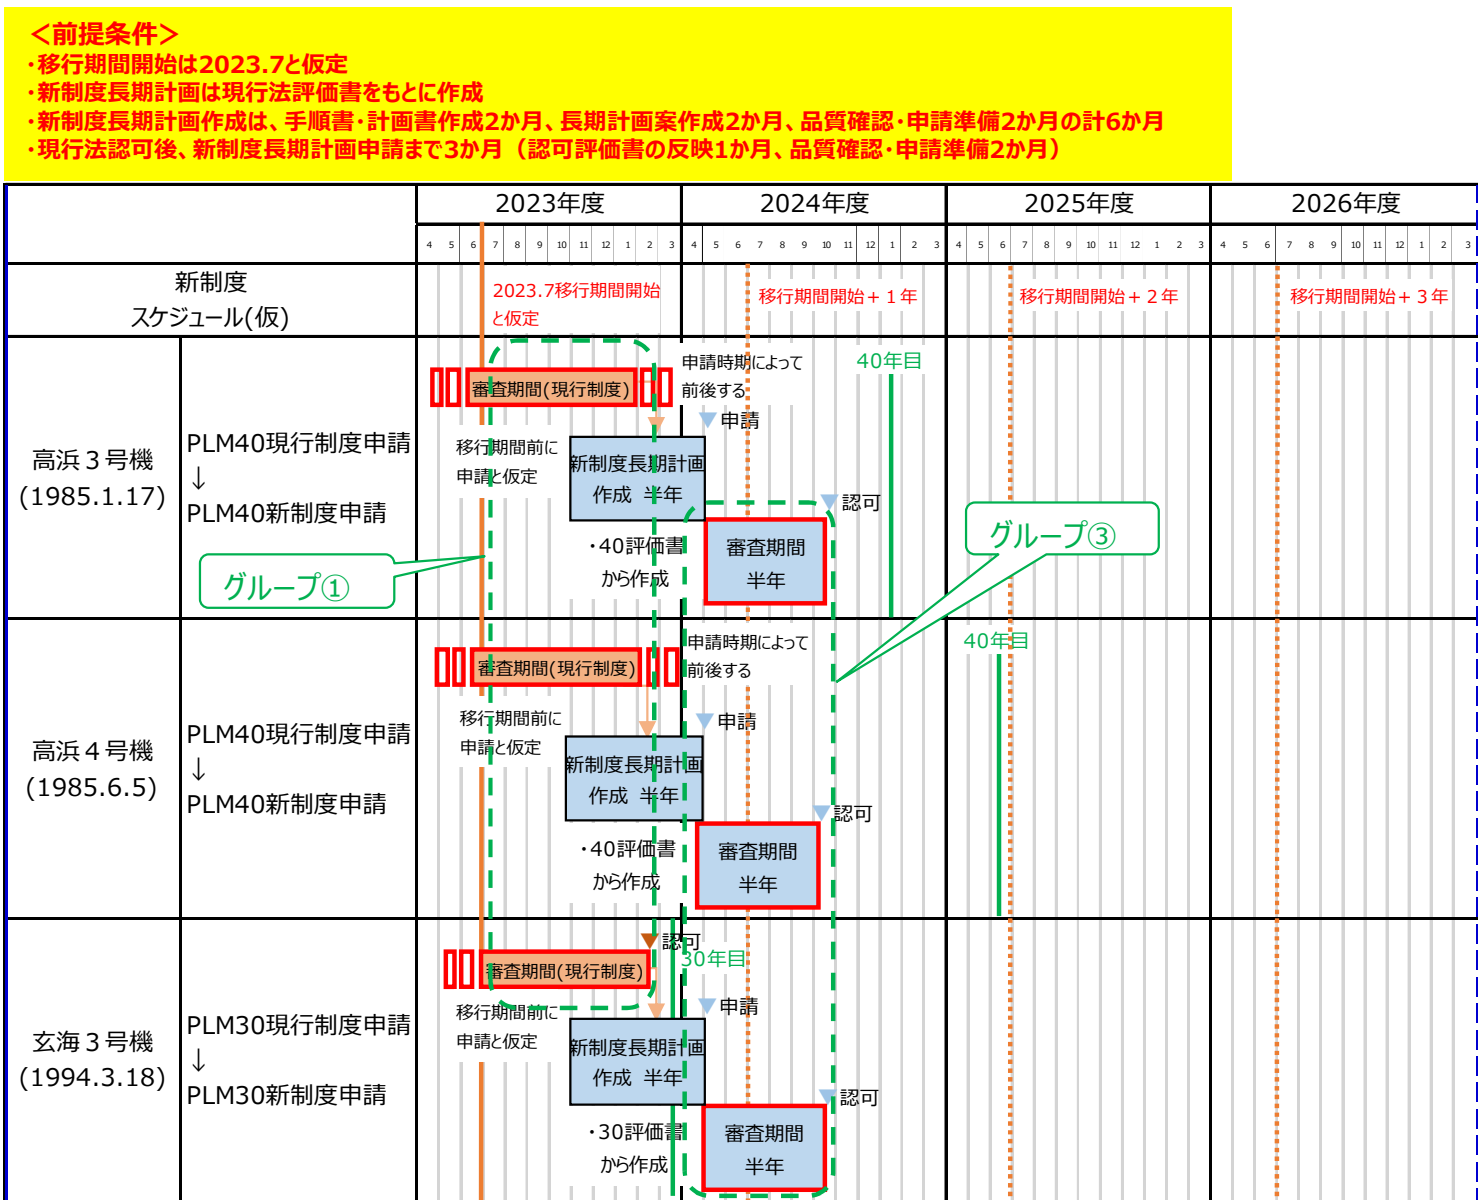 ＜前提条件＞
・移行期間開始は2023.7と仮定
・新制度長期計画は現行法評価書をもとに作成
・新制度長期計画作成は、手順書・計画書作成2か月、長期計画案作成2か月、品質確認・申請準備2か月の計6か月
・現行法認可後、新制度長期計画申請まで3か月（認可評価書の反映1か月、品質確認・申請準備2か月）
2023年度 2024年度 2025年度 2026年度
4 5 6 7 8 9 10 11 12 1 2 3 4 5 6 7 8 9 10 11 12 1 2 3 4 5 6 7 8 9 10 11 12 1 2 3 4 5 6 7 8 9 10 11 12 1 2 3
新制度
スケジュール(仮)
2023.7移行期間開始
と仮定
移行期間開始＋１年
移行期間開始＋２年
移行期間開始＋３年
高浜３号機
(1985.1.17)
PLM40現行制度申請
↓
PLM40新制度申請
審査期間(現行制度)
申請時期によって
前後する
40年目
移行期間前に
申請と仮定
申請
新制度長期計画
作成 半年
認可
・40評価書
から作成
審査期間
半年
グループ①
グループ③
高浜４号機
(1985.6.5)
PLM40現行制度申請
↓
PLM40新制度申請
審査期間(現行制度)
申請時期によって
前後する
40年目
移行期間前に
申請と仮定
申請
新制度長期計画
作成 半年
認可
・40評価書
から作成
審査期間
半年
玄海３号機
(1994.3.18)
PLM30現行制度申請
↓
PLM30新制度申請
認可
30年目
審査期間(現行制度)
移行期間前に
申請と仮定
申請
新制度長期計画
作成 半年
認可
・30評価書
から作成
審査期間
半年